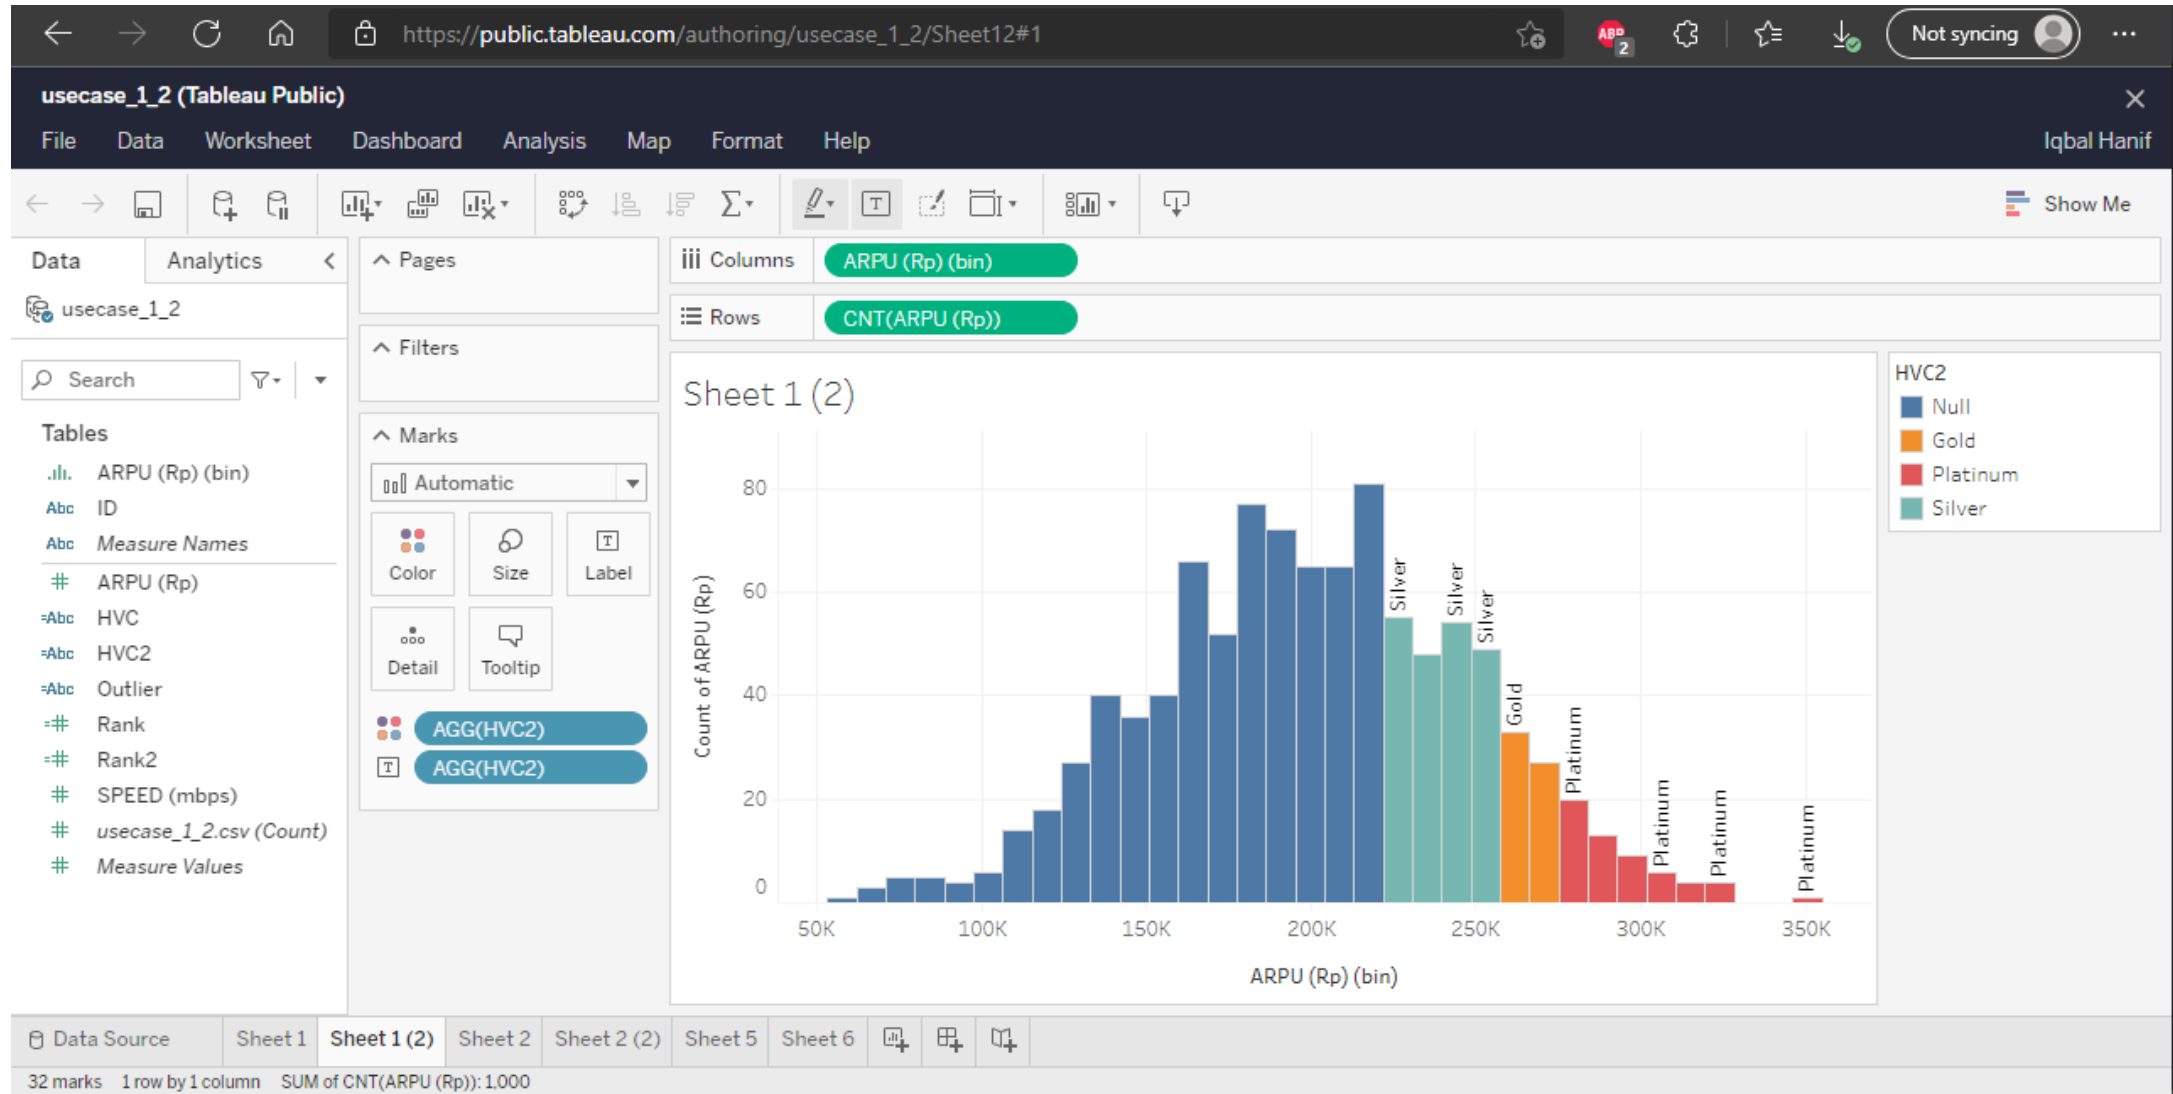 https://public.tableau.com/authoring/usecase_1_2/Sheet12#1
ABP
2
Not syncing
usecase_1_2 (Tableau Public)
File Data Worksheet Dashboard Analysis Map Format Help
Iqbal Hanif
Show Me
Data
Analytics
usecase_1_2
Search
Tables
ARPU (Rp) (bin)
Abc ID
Abc Measure Names
# ARPU (Rp)
=Abc HVC
=Abc HVC2
=Abc Outlier
=# Rank
=# Rank2
# SPEED (mbps)
# usecase_1_2.csv (Count)
# Measure Values
Pages
Filters
Marks
Automatic
Color
Size
T
Label
Detail
Tooltip
AGG(HVC2)
T AGG(HVC2)
Columns
ARPU (Rp) (bin)
Rows
CNT(ARPU (Rp))
Sheet 1 (2)
Count of ARPU (Rp)
80
60
40
20
0
Silver
Silver
Silver
Gold
Platinum
Platinum
Platinum
Platinum
50K 100K 150K 200K 250K 300K 350K
ARPU (Rp) (bin)
HVC2
Null
Gold
Platinum
Silver
Data Source Sheet 1 Sheet 1 (2) Sheet 2 Sheet 2 (2) Sheet 5 Sheet 6
32 marks 1 row by 1 column SUM of CNT(ARPU (Rp)): 1,000